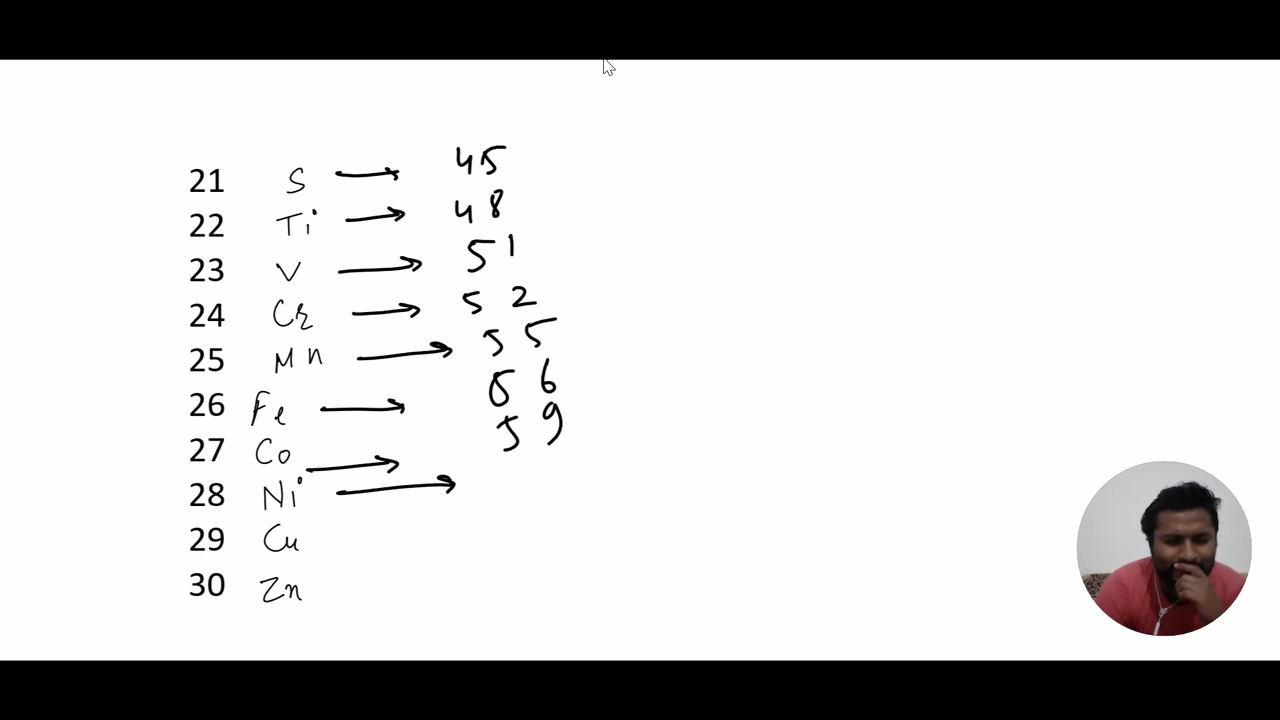 21 S → 45
22 Ti → 48
23 V → 51
24 Cr → 52
25 Mn → 55
26 Fe → 56
27 Co → 59
28 Ni →
29 Cu
30 Zn